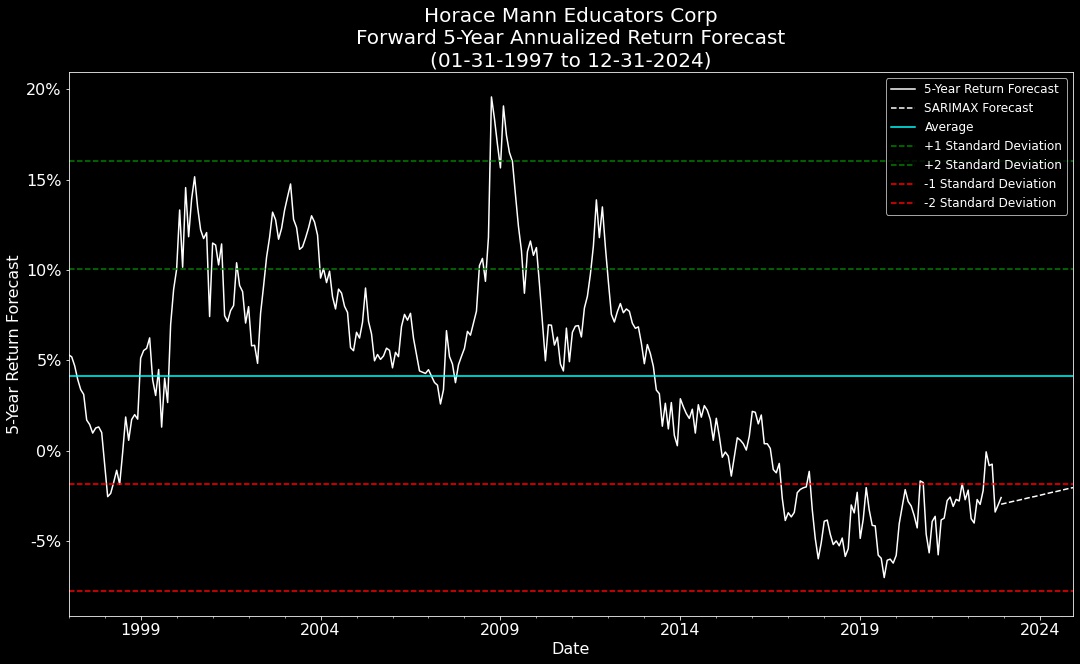 Horace Mann Educators Corp
Forward 5-Year Annualized Return Forecast
(01-31-1997 to 12-31-2024)
5-Year Return Forecast
20%
15%
10%
5%
0%
-5%
5-Year Return Forecast
SARIMAX Forecast
Average
+1 Standard Deviation
+2 Standard Deviation
-1 Standard Deviation
-2 Standard Deviation
1999
2004
2009
2014
2019
2024
Date